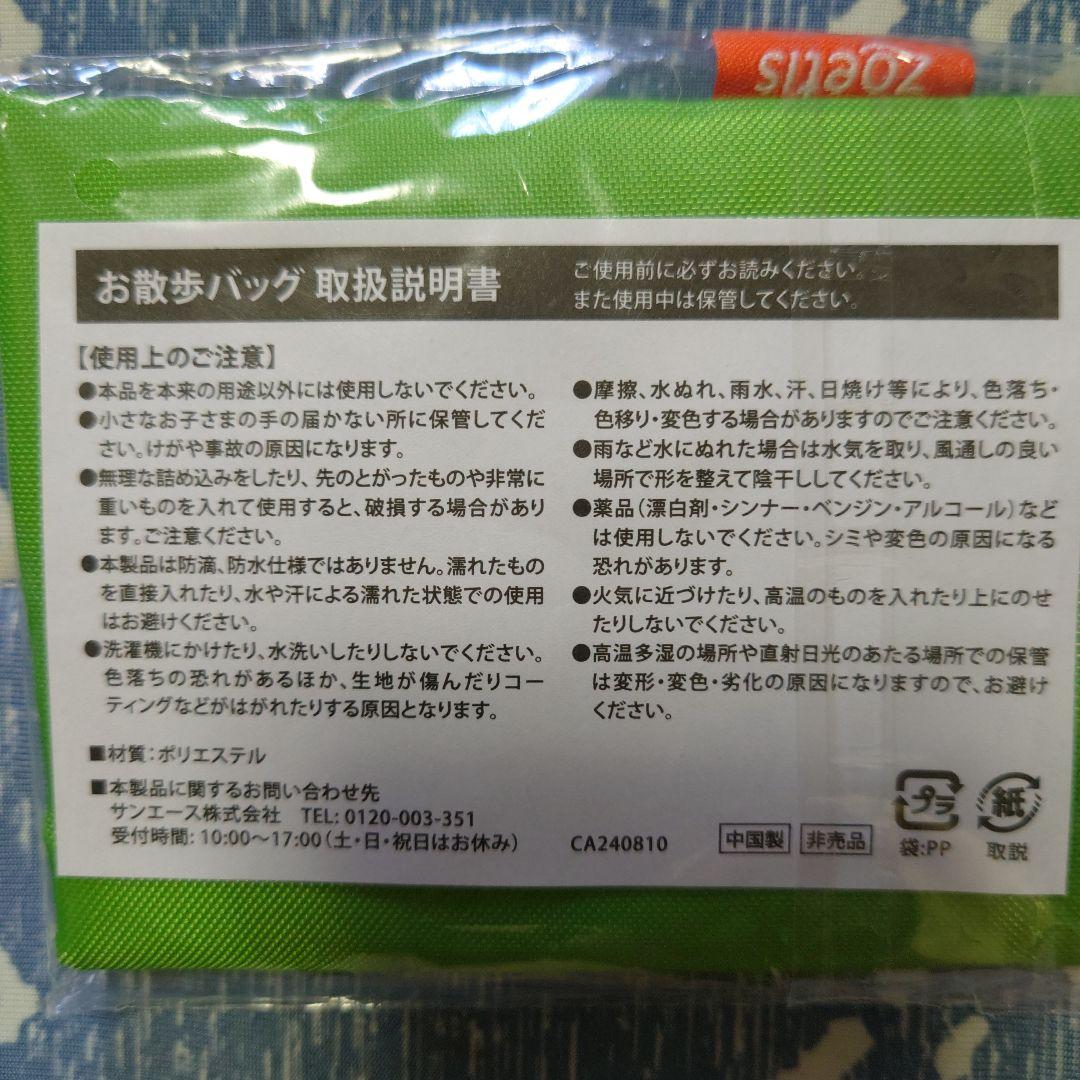 zoetis
お散歩バッグ 取扱説明書
ご使用前に必ずお読みください。
また使用中は保管してください。
【使用上のご注意】
●本品を本来の用途以外には使用しないでください。
●小さなお子さまの手の届かない所に保管してくだ
さい。けがや事故の原因になります。
●無理な詰め込みをしたり、先のとがったものや非常に
重いものを入れて使用すると、破損する場合があり
ます。ご注意ください。
●本製品は防滴、防水仕様ではありません。濡れたもの
を直接入れたり、水や汗による濡れた状態での使用
はお避けください。
●洗濯機にかけたり、水洗いしたりしないでください。
色落ちの恐れがあるほか、生地が傷んだりコー
ティングなどがはがれたりする原因となります。
●摩擦、水ぬれ、雨水、汗、日焼け等により、色落ち・
色移り・変色する場合がありますのでご注意ください。
●雨など水にぬれた場合は水気を取り、風通しの良い
場所で形を整えて陰干ししてください。
●薬品（漂白剤・シンナー・ベンジン・アルコール）など
は使用しないでください。シミや変色の原因になる
恐れがあります。
●火気に近づけたり、高温のものを入れたり上にのせ
たりしないでください。
●高温多湿の場所や直射日光のあたる場所での保管
は変形・変色・劣化の原因になりますので、お避け
ください。
■材質：ポリエステル
■本製品に関するお問い合わせ先
サンエース株式会社 TEL: 0120-003-351
受付時間: 10:00～17:00（土・日・祝日はお休み）
CA240810
中国製
非売品
プラ
袋:PP
紙
取説